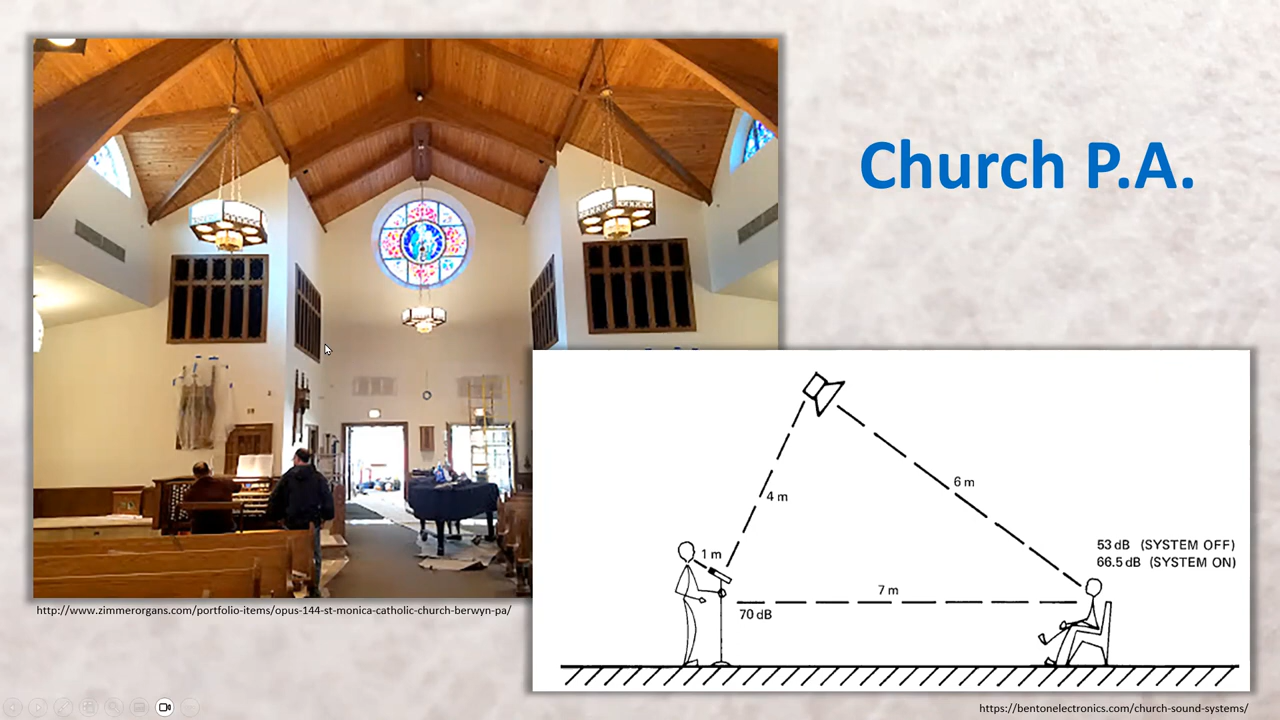 Church P.A.
http://www.zimmerorgans.com/portfolio-items/opus-144-st-monica-catholic-church-berwyn-pa/
4 m
6 m
1 m
53 dB (SYSTEM OFF)
66.5 dB (SYSTEM ON)
7 m
70 dB
https://bentonelectronics.com/church-sound-systems/